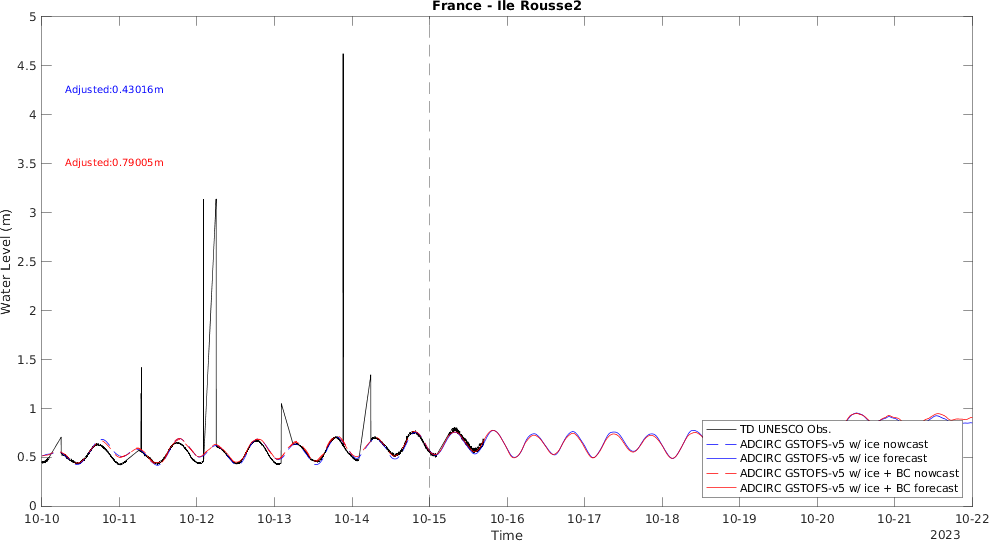 France - Ile Rousse2
5
4.5
Adjusted:0.43016m
4
3.5
Adjusted:0.79005m
3
2.5
2
1.5
1
0.5
0
Water Level (m)
TD UNESCO Obs.
ADCIRC GSTOFS-v5 w/ ice nowcast
ADCIRC GSTOFS-v5 w/ ice forecast
ADCIRC GSTOFS-v5 w/ ice + BC nowcast
ADCIRC GSTOFS-v5 w/ ice + BC forecast
10-10 10-11 10-12 10-13 10-14 10-15 10-16 10-17 10-18 10-19 10-20 10-21 10-22
Time
2023